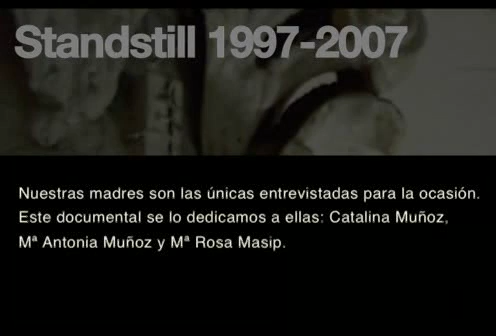 Standstill 1997-2007
Nuestras madres son las únicas entrevistadas para la ocasión.
Este documental se lo dedicamos a ellas: Catalina Muñoz,
Mª Antonia Muñoz y Mª Rosa Masip.